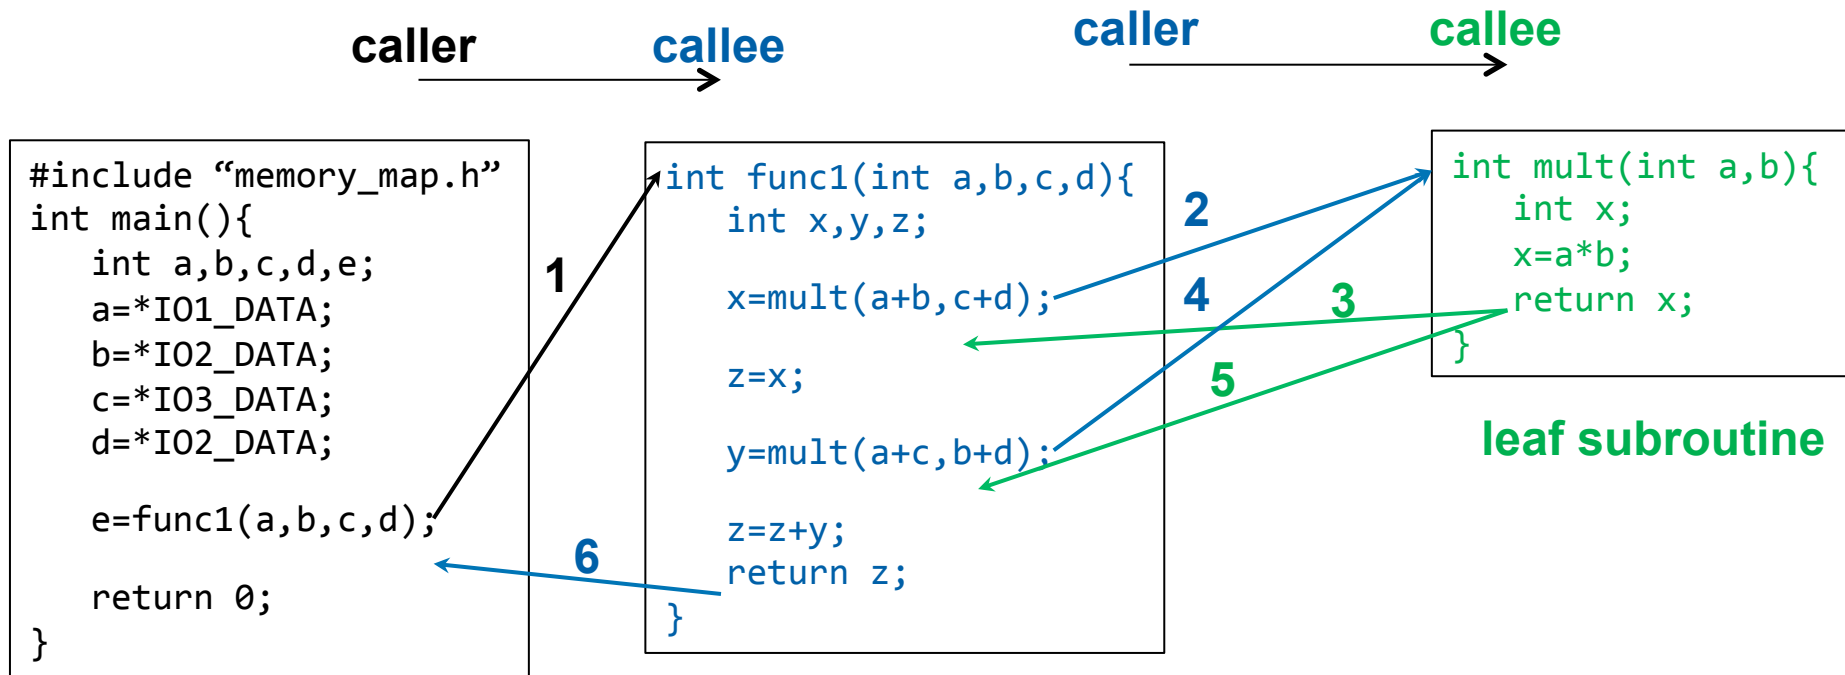 caller callee caller callee
#include “memory_map.h”
int main(){
int a,b,c,d,e;
a=*IO1_DATA;
b=*IO2_DATA;
c=*IO3_DATA;
d=*IO2_DATA;
e=func1(a,b,c,d);
return 0;
}
1
6
int func1(int a,b,c,d){
int x,y,z;
x=mult(a+b,c+d);
z=x;
y=mult(a+c,b+d);
z=z+y;
return z;
}
2
4
3
5
int mult(int a,b){
int x;
x=a*b;
return x;
}
leaf subroutine